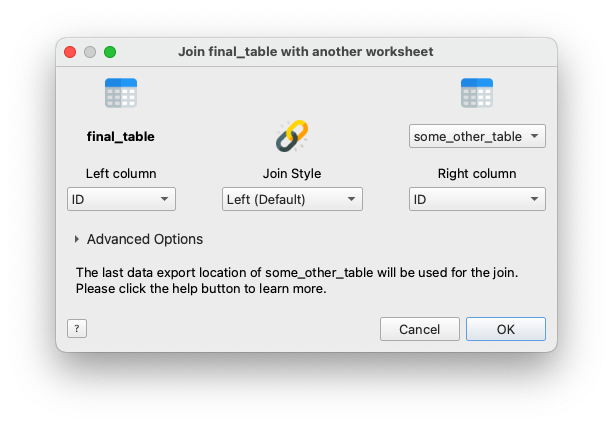 Join final_table with another worksheet
final_table
some_other_table
Left column
Join Style
Right column
ID
Left (Default)
ID
Advanced Options
The last data export location of some_other_table will be used for the join.
Please click the help button to learn more.
?
Cancel
OK